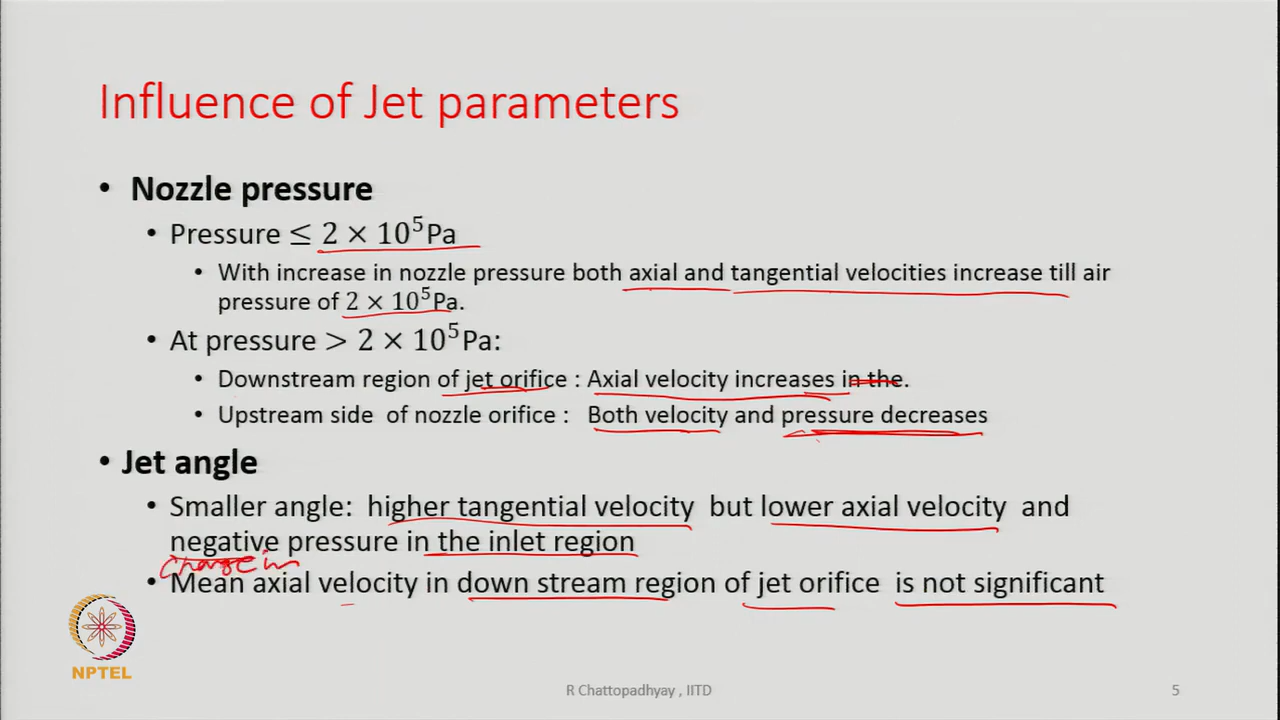 Influence of Jet parameters
• Nozzle pressure
• Pressure ≤ 2 × 10⁵Pa
• With increase in nozzle pressure both axial and tangential velocities increase till air
pressure of 2 × 10⁵Pa.
• At pressure > 2 × 10⁵Pa:
• Downstream region of jet orifice : Axial velocity increases in the.
• Upstream side of nozzle orifice : Both velocity and pressure decreases
• Jet angle
• Smaller angle: higher tangential velocity but lower axial velocity and
negative pressure in the inlet region
Change in
• Mean axial velocity in down stream region of jet orifice is not significant
NPTEL
R Chattopadhyay , IITD
5